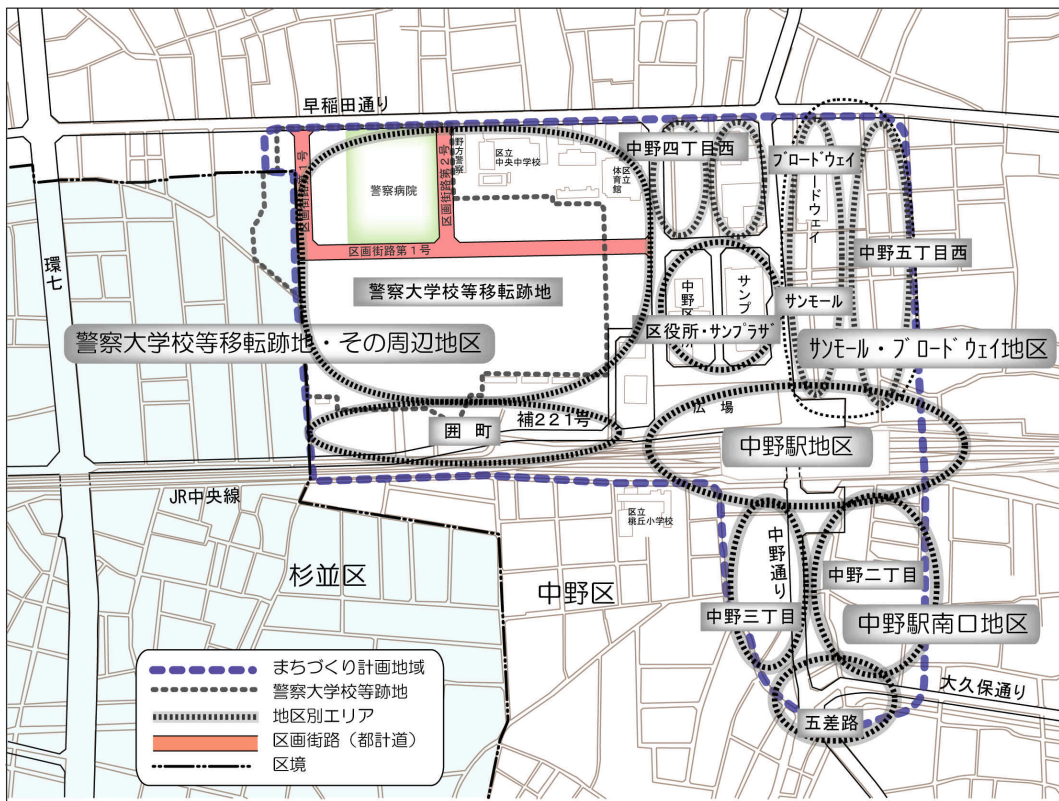 早稲田通り
環七
区画街路第1号
警察病院
区画街路第2号
野方警察
区立
中央中学校
区立
体育館
中野四丁目西
ブロードウェイ
中野五丁目西
区画街路第1号
警察大学校等移転跡地
区役所・サンプラザ
サンモール
警察大学校等移転跡地・その周辺地区
サンモール・ブロードウェイ地区
広場
補221号
囲町
中野駅地区
JR中央線
区立
桃丘小学校
中野通り
杉並区
中野区
中野二丁目
中野三丁目
中野駅南口地区
大久保通り
五差路
まちづくり計画地域
警察大学校等跡地
地区別エリア
区画街路（都計道）
区境